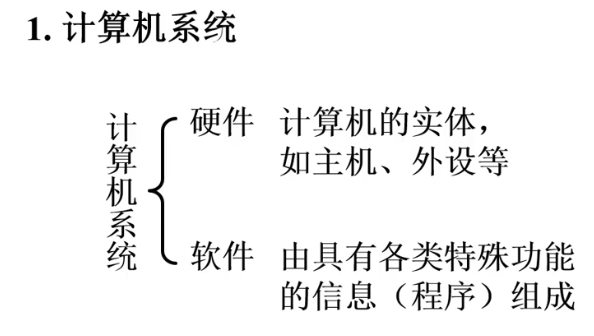 1. 计算机系统
计算机系统
硬件 计算机的实体，
如主机、外设等
软件 由具有各类特殊功能
的信息（程序）组成